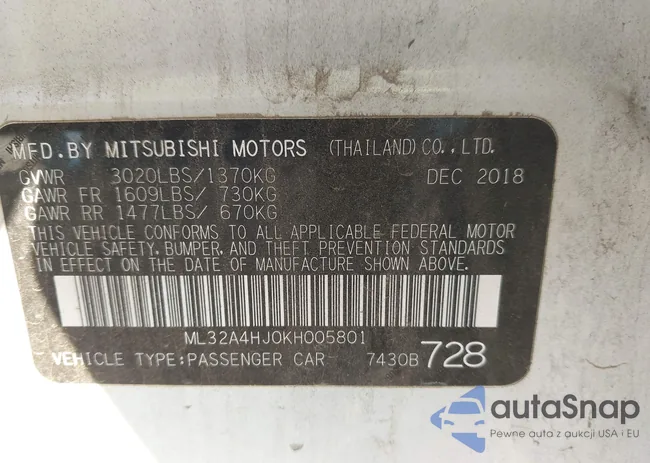 MFD.BY MITSUBISHI MOTORS (THAILAND)CO.,LTD.
GVWR 3020LBS/1370KG DEC 2018
GAWR FR 1609LBS/ 730KG
GAWR RR 1477LBS/ 670KG
THIS VEHICLE CONFORMS TO ALL APPLICABLE FEDERAL MOTOR
VEHICLE SAFETY, BUMPER, AND THEFT PREVENTION STANDARDS
IN EFFECT ON THE DATE OF MANUFACTURE SHOWN ABOVE.
ML32A4HJ0KH005801
VEHICLE TYPE:PASSENGER CAR 7430B 728
autaSnap
Pewne auta z aukcji USA i EU